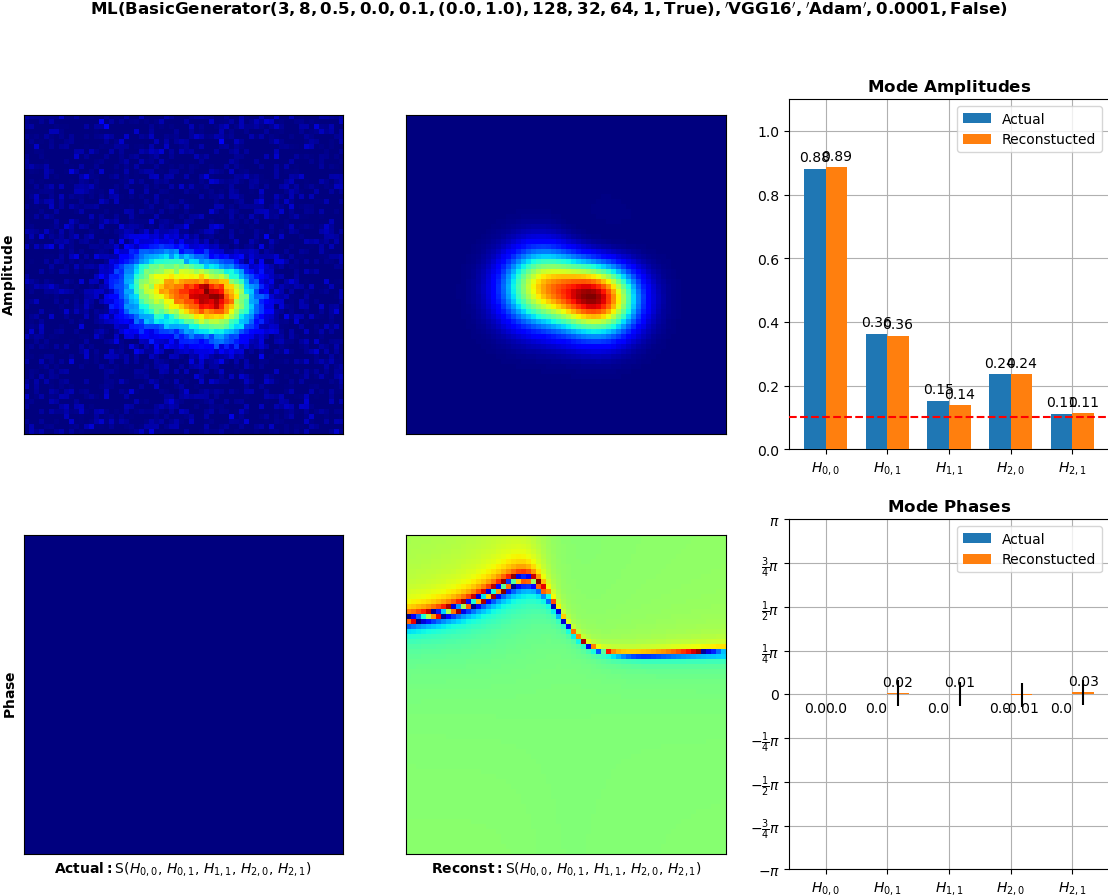 ML(BasicGenerator(3, 8, 0.5, 0.0, 0.1, (0.0, 1.0), 128, 32, 64, 1, True), 'VGG16', 'Adam', 0.0001, False)
Amplitude
Mode Amplitudes
Actual
Reconstucted
1.0
0.8
0.6
0.4
0.2
0.0
0.88 0.89
0.36 0.36
0.15 0.14
0.24 0.24
0.11 0.11
H0,0 H0,1 H1,1 H2,0 H2,1
Phase
Actual: S(H0,0, H0,1, H1,1, H2,0, H2,1)
Reconst: S(H0,0, H0,1, H1,1, H2,0, H2,1)
Mode Phases
Actual
Reconstucted
π
3/4π
1/2π
1/4π
0
−1/4π
−1/2π
−3/4π
−π
0.0 0.0
0.0 0.02
0.0 0.01
0.0 -0.01
0.0 0.03
H0,0 H0,1 H1,1 H2,0 H2,1